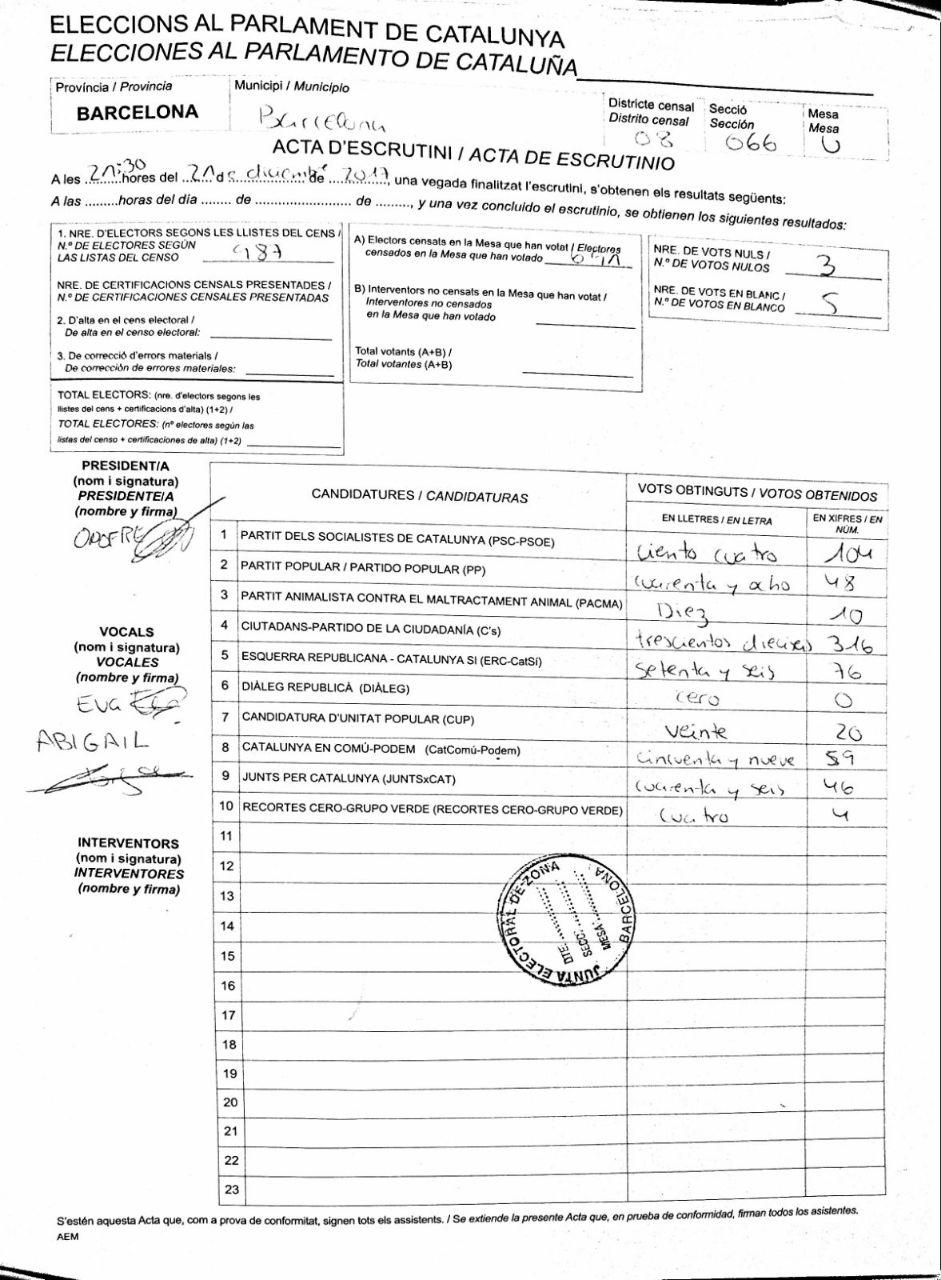 ELECCIONS AL PARLAMENT DE CATALUNYA
ELECCIONES AL PARLAMENTO DE CATALUÑA
Província / Provincia
BARCELONA
Municipi / Municipio
Barcelona
Districte censal
Distrito censal
08
Secció
Sección
066
Mesa
Mesa
U
ACTA D'ESCRUTINI / ACTA DE ESCRUTINIO
A les 21:30 hores del 21 de diciembre de 2017, una vegada finalitzat l'escrutini, s'obtenen els resultats següents:
A las .........horas del día ....... de ........................ de ........., y una vez concluido el escrutinio, se obtienen los siguientes resultados:
1. NRE. D'ELECTORS SEGONS LES LLISTES DEL CENS /
N.º DE ELECTORES SEGÚN
LAS LISTAS DEL CENSO
NRE. DE CERTIFICACIONS CENSALS PRESENTADES /
N.º DE CERTIFICACIONES CENSALES PRESENTADAS
2. D'alta en el cens electoral /
De alta en el censo electoral:
3. De correcció d'errors materials /
De corrección de errores materiales:
TOTAL ELECTORS: (nre. d'electors segons les
llistes del cens + certificacions d'alta) (1+2) /
TOTAL ELECTORES: (nº electores según las
listas del censo + certificaciones de alta) (1+2)
A) Electors censats en la Mesa que han votat / Electores
censados en la Mesa que han votado
B) Interventors no censats en la Mesa que han votat /
Interventores no censados
en la Mesa que han votado
Total votants (A+B) /
Total votantes (A+B)
NRE. DE VOTS NULS /
N.º DE VOTOS NULOS 3
NRE. DE VOTS EN BLANC /
N.º DE VOTOS EN BLANCO 5
PRESIDENT/A
(nom i signatura)
PRESIDENTE/A
(nombre y firma)
VOCALS
(nom i signatura)
VOCALES
(nombre y firma)
EVA
ABIGAIL
INTERVENTORS
(nom i signatura)
INTERVENTORES
(nombre y firma)
CANDIDATURES / CANDIDATURAS
VOTS OBTINGUTS / VOTOS OBTENIDOS
EN LLETRES / EN LETRA
EN XIFRES / EN NÚM.
1 PARTIT DELS SOCIALISTES DE CATALUNYA (PSC-PSOE) ciento cuatro 104
2 PARTIT POPULAR / PARTIDO POPULAR (PP) cuarenta y ocho 48
3 PARTIT ANIMALISTA CONTRA EL MALTRACTAMENT ANIMAL (PACMA) Diez 10
4 CIUTADANS-PARTIDO DE LA CIUDADANÍA (C's) trescientos dieciseis 316
5 ESQUERRA REPUBLICANA - CATALUNYA SI (ERC-CatSí) setenta y seis 76
6 DIÀLEG REPUBLICÀ (DIÀLEG) cero 0
7 CANDIDATURA D'UNITAT POPULAR (CUP) veinte 20
8 CATALUNYA EN COMÚ-PODEM (CatComú-Podem) cincuenta y nueve 59
9 JUNTS PER CATALUNYA (JUNTSxCAT) cuarenta y seis 46
10 RECORTES CERO-GRUPO VERDE (RECORTES CERO-GRUPO VERDE) cuatro 4
11
12
13
14
15
16
17
18
19
20
21
22
23
JUNTA ELECTORAL DE ZONA
BARCELONA
DTE:
SECC:
MESA:
S'estén aquesta Acta que, com a prova de conformitat, signen tots els assistents. / Se extiende la presente Acta que, en prueba de conformidad, firman todos los asistentes.
AEM